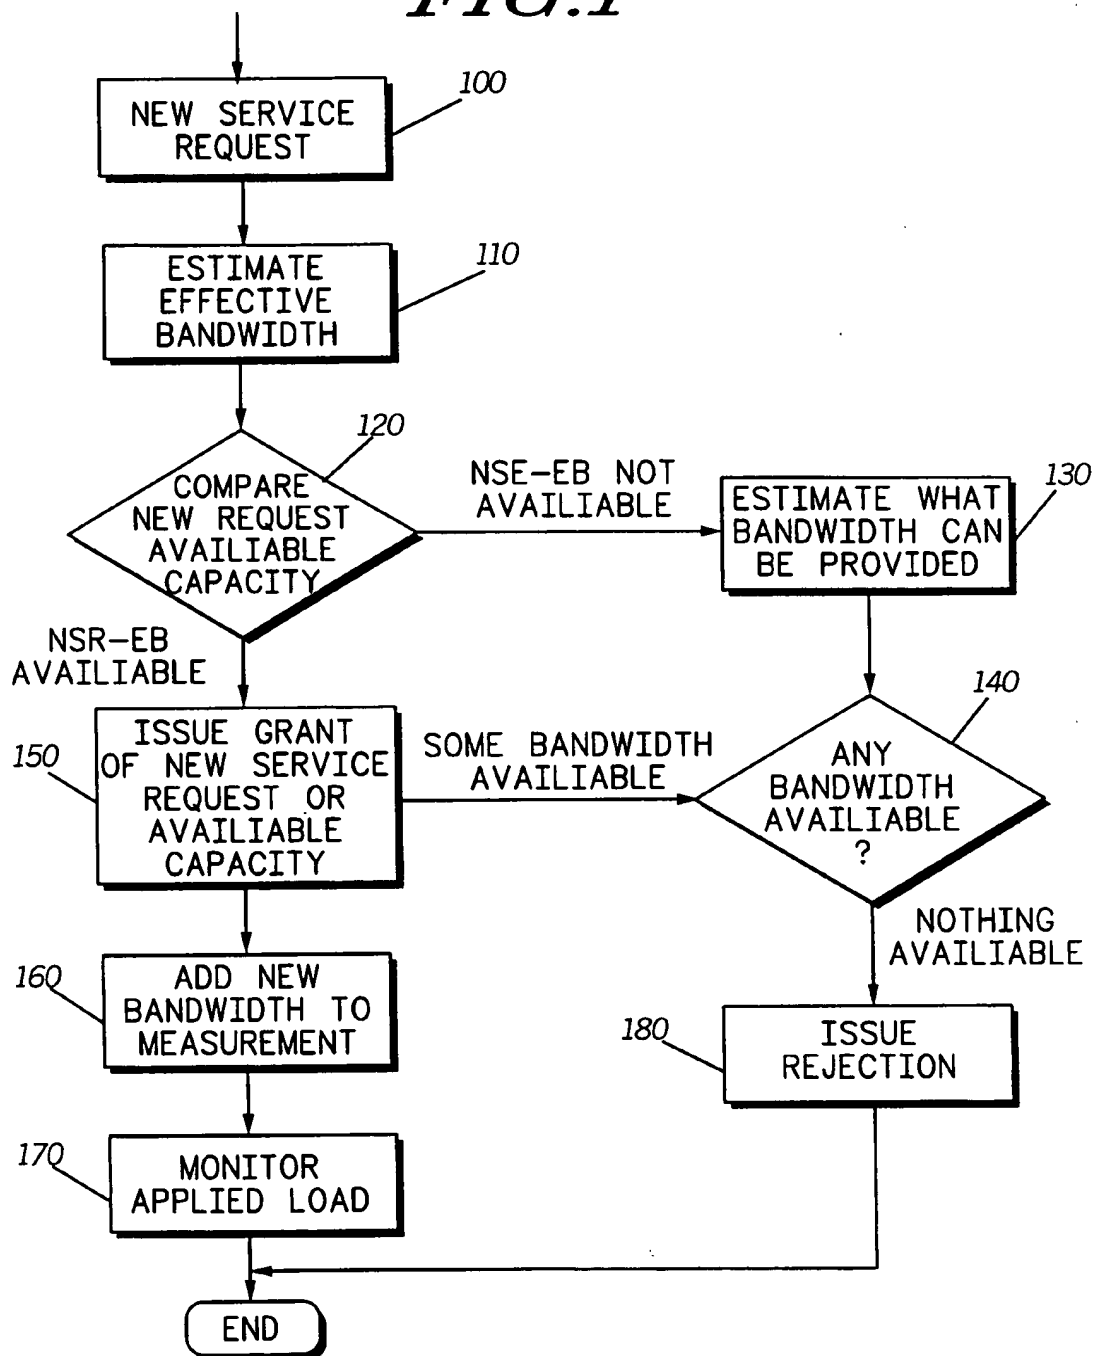 FIG.1
100
NEW SERVICE
REQUEST
110
ESTIMATE
EFFECTIVE
BANDWIDTH
120
COMPARE
NEW REQUEST
AVAILIABLE
CAPACITY
NSE-EB NOT
AVAILIABLE
130
ESTIMATE WHAT
BANDWIDTH CAN
BE PROVIDED
NSR-EB
AVAILIABLE
140
ANY
BANDWIDTH
AVAILIABLE
?
150
ISSUE GRANT
OF NEW SERVICE
REQUEST OR
AVAILIABLE
CAPACITY
SOME BANDWIDTH
AVAILIABLE
NOTHING
AVAILIABLE
160
ADD NEW
BANDWIDTH TO
MEASUREMENT
180
ISSUE
REJECTION
170
MONITOR
APPLIED LOAD
END